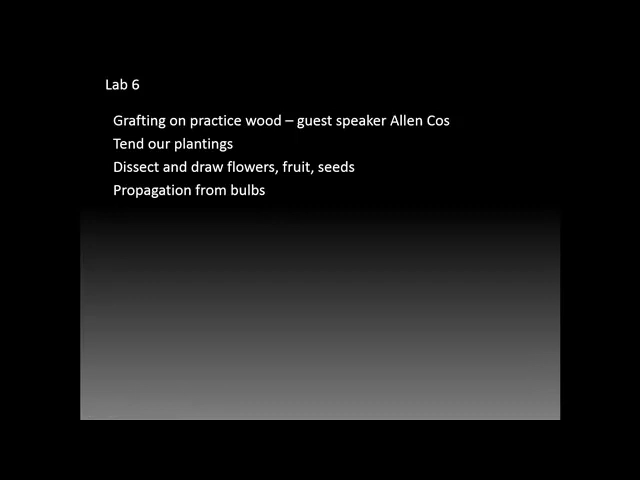 Lab 6
Grafting on practice wood – guest speaker Allen Cos
Tend our plantings
Dissect and draw flowers, fruit, seeds
Propagation from bulbs